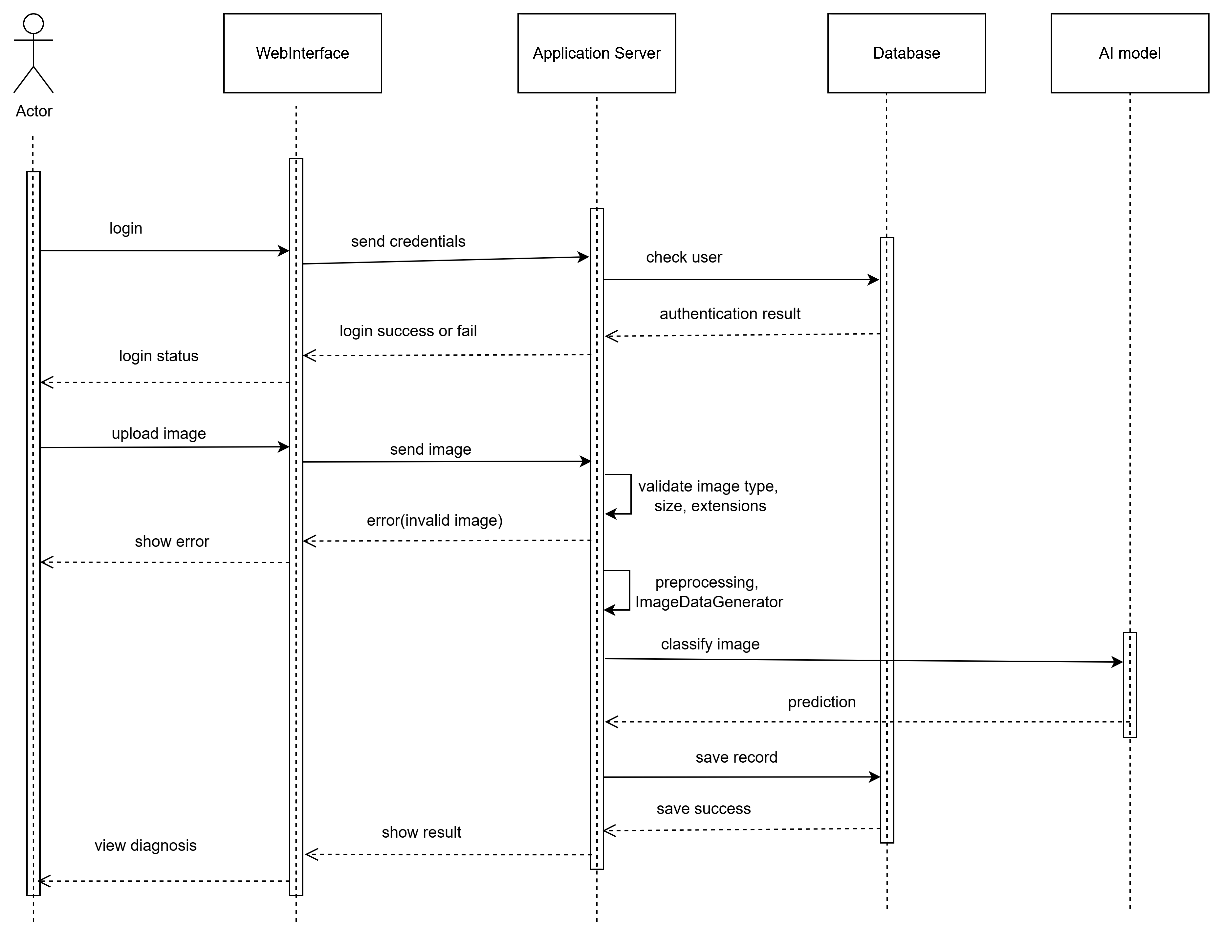 WebInterface
Application Server
Database
AI model
Actor
login
send credentials
check user
authentication result
login success or fail
login status
upload image
send image
validate image type,
size, extensions
error(invalid image)
show error
preprocessing,
ImageDataGenerator
classify image
prediction
save record
save success
show result
view diagnosis